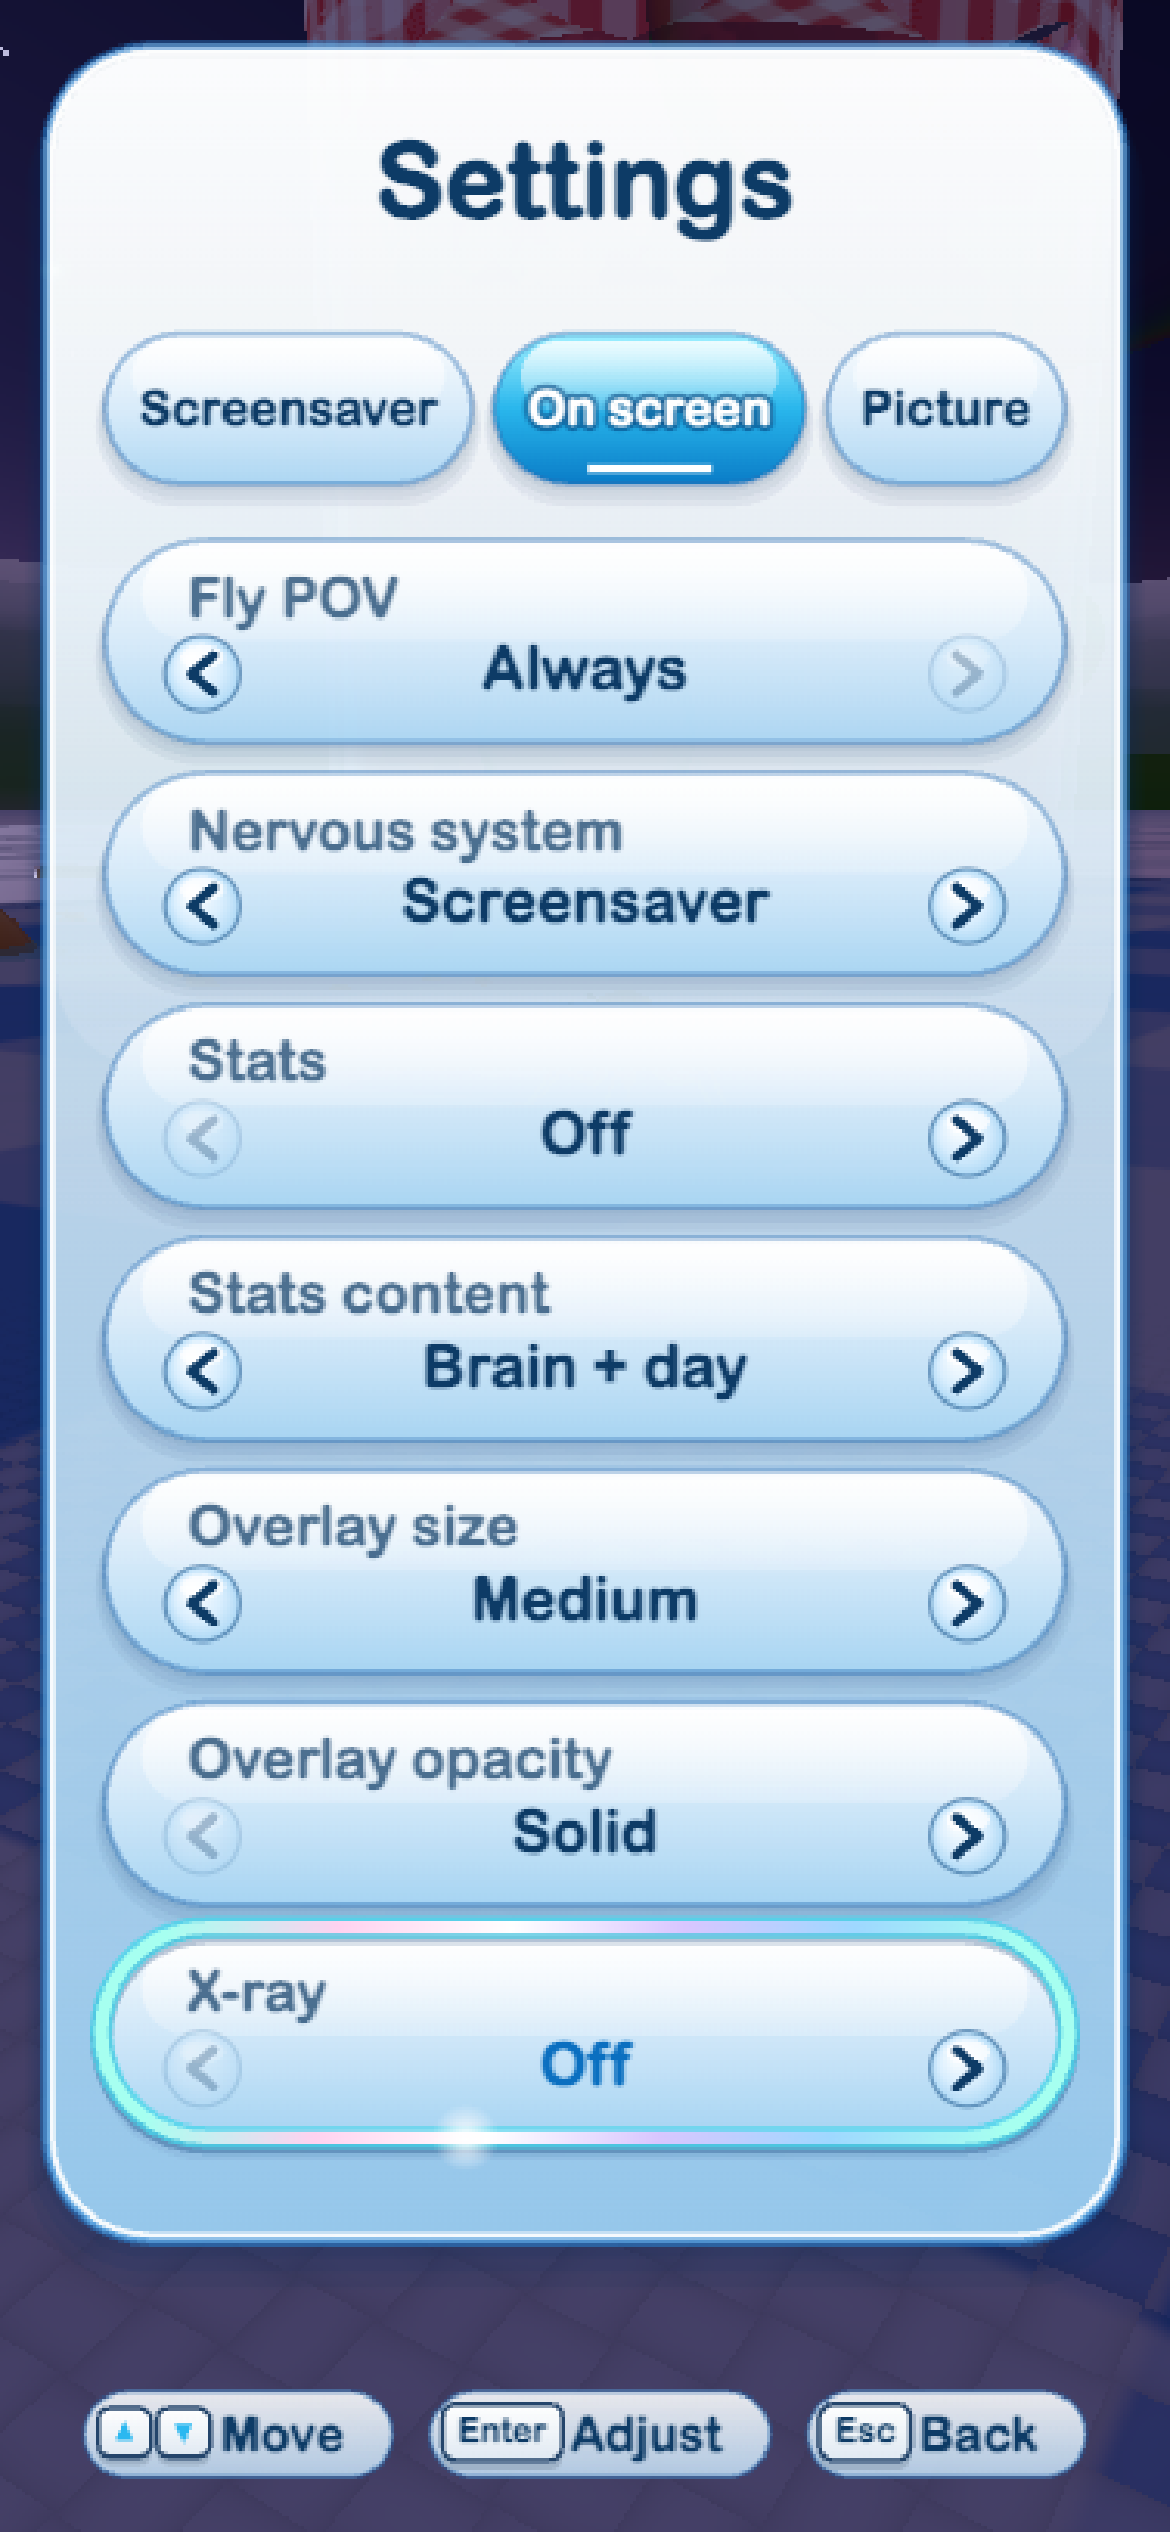 Settings
Screensaver On screen Picture
Fly POV
< Always >
Nervous system
< Screensaver >
Stats
< Off >
Stats content
< Brain + day >
Overlay size
< Medium >
Overlay opacity
< Solid >
X-ray
< Off >
▲ ▼ Move Enter Adjust Esc Back